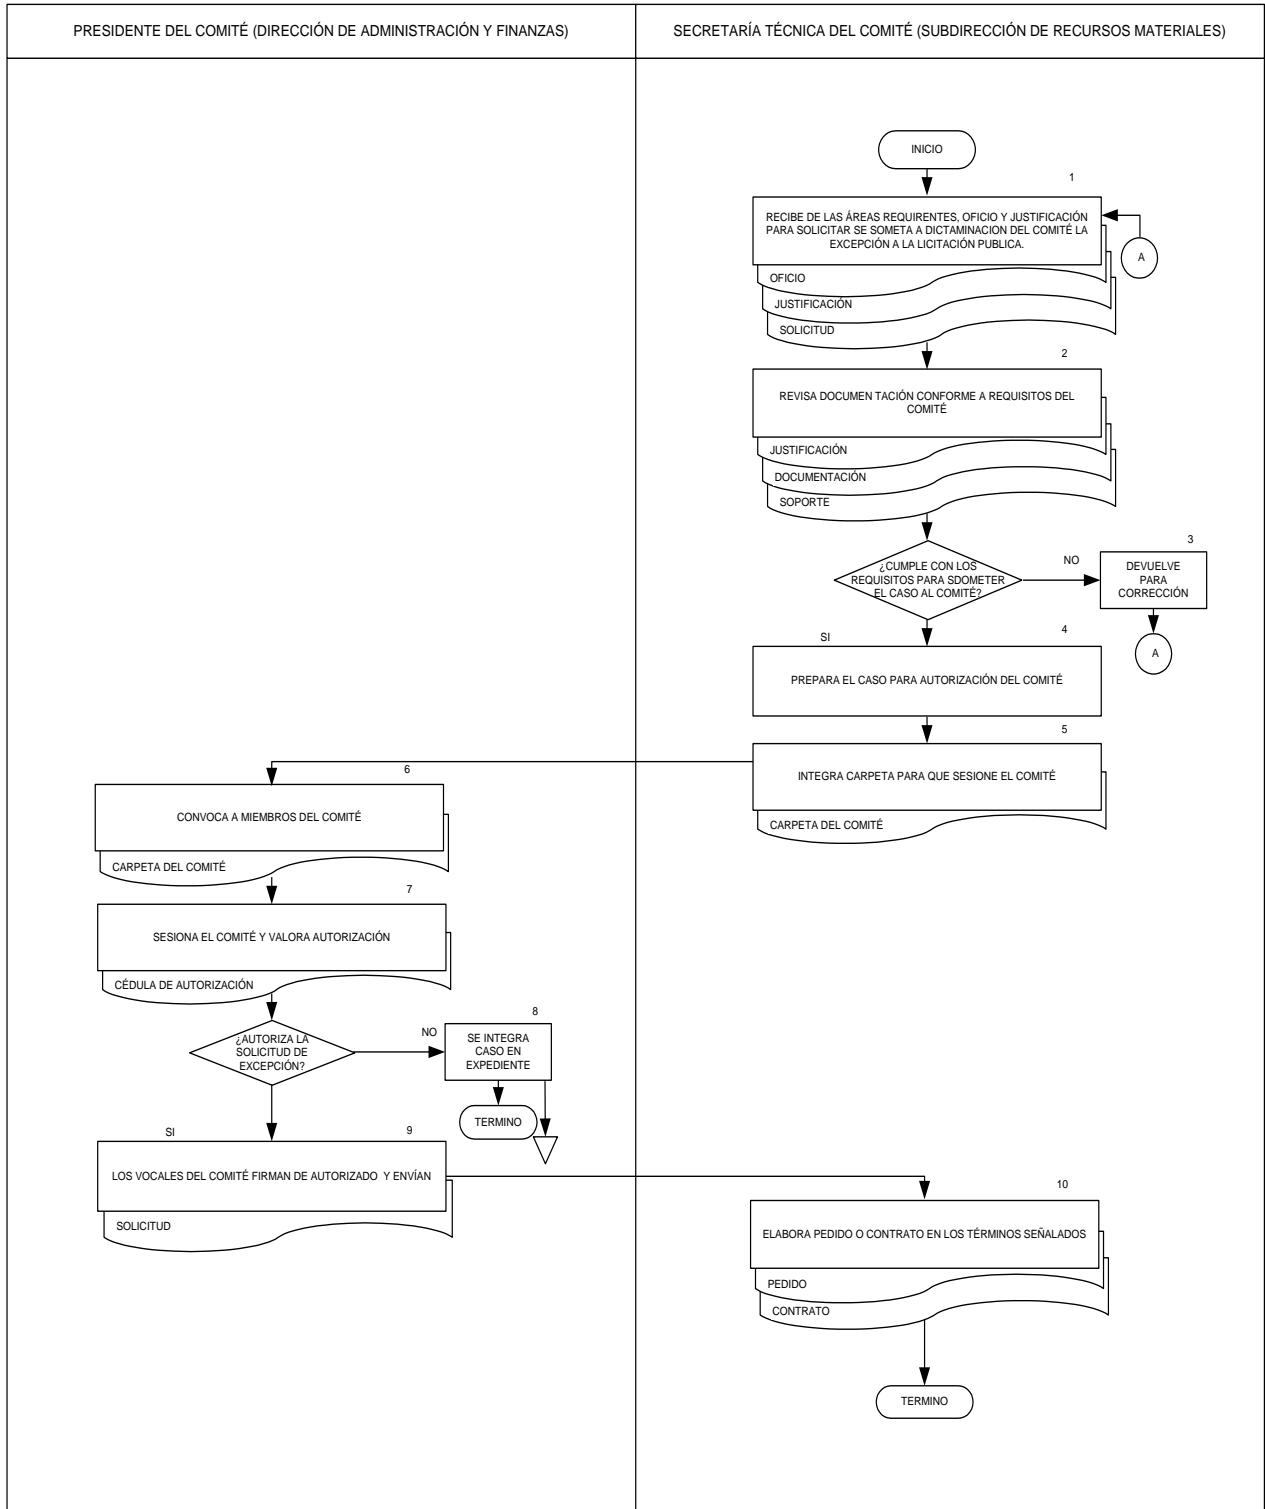 PRESIDENTE DEL COMITÉ (DIRECCIÓN DE ADMINISTRACIÓN Y FINANZAS)
SECRETARÍA TÉCNICA DEL COMITÉ (SUBDIRECCIÓN DE RECURSOS MATERIALES)
INICIO
1
RECIBE DE LAS ÁREAS REQUIRENTES, OFICIO Y JUSTIFICACIÓN
PARA SOLICITAR SE SOMETA A DICTAMINACION DEL COMITÉ LA
EXCEPCIÓN A LA LICITACIÓN PUBLICA.
A
OFICIO
JUSTIFICACIÓN
SOLICITUD
2
REVISA DOCUMEN TACIÓN CONFORME A REQUISITOS DEL
COMITÉ
JUSTIFICACIÓN
DOCUMENTACIÓN
SOPORTE
¿CUMPLE CON LOS
REQUISITOS PARA SDOMETER
EL CASO AL COMITÉ?
NO
3
DEVUELVE
PARA
CORRECCIÓN
A
SI
4
PREPARA EL CASO PARA AUTORIZACIÓN DEL COMITÉ
5
INTEGRA CARPETA PARA QUE SESIONE EL COMITÉ
CARPETA DEL COMITÉ
6
CONVOCA A MIEMBROS DEL COMITÉ
CARPETA DEL COMITÉ
7
SESIONA EL COMITÉ Y VALORA AUTORIZACIÓN
CÉDULA DE AUTORIZACIÓN
¿AUTORIZA LA
SOLICITUD DE
EXCEPCIÓN?
NO
8
SE INTEGRA
CASO EN
EXPEDIENTE
TERMINO
SI
9
LOS VOCALES DEL COMITÉ FIRMAN DE AUTORIZADO Y ENVÍAN
SOLICITUD
10
ELABORA PEDIDO O CONTRATO EN LOS TÉRMINOS SEÑALADOS
PEDIDO
CONTRATO
TERMINO